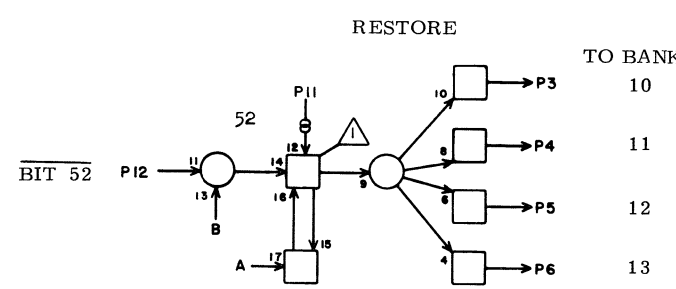 RESTORE
TO BANK
P11
10 P3 10
52
1
12
8 P4 11
BIT 52 P12 11 14 9
13 16 6 P5 12
B 15
A 17 4 P6 13